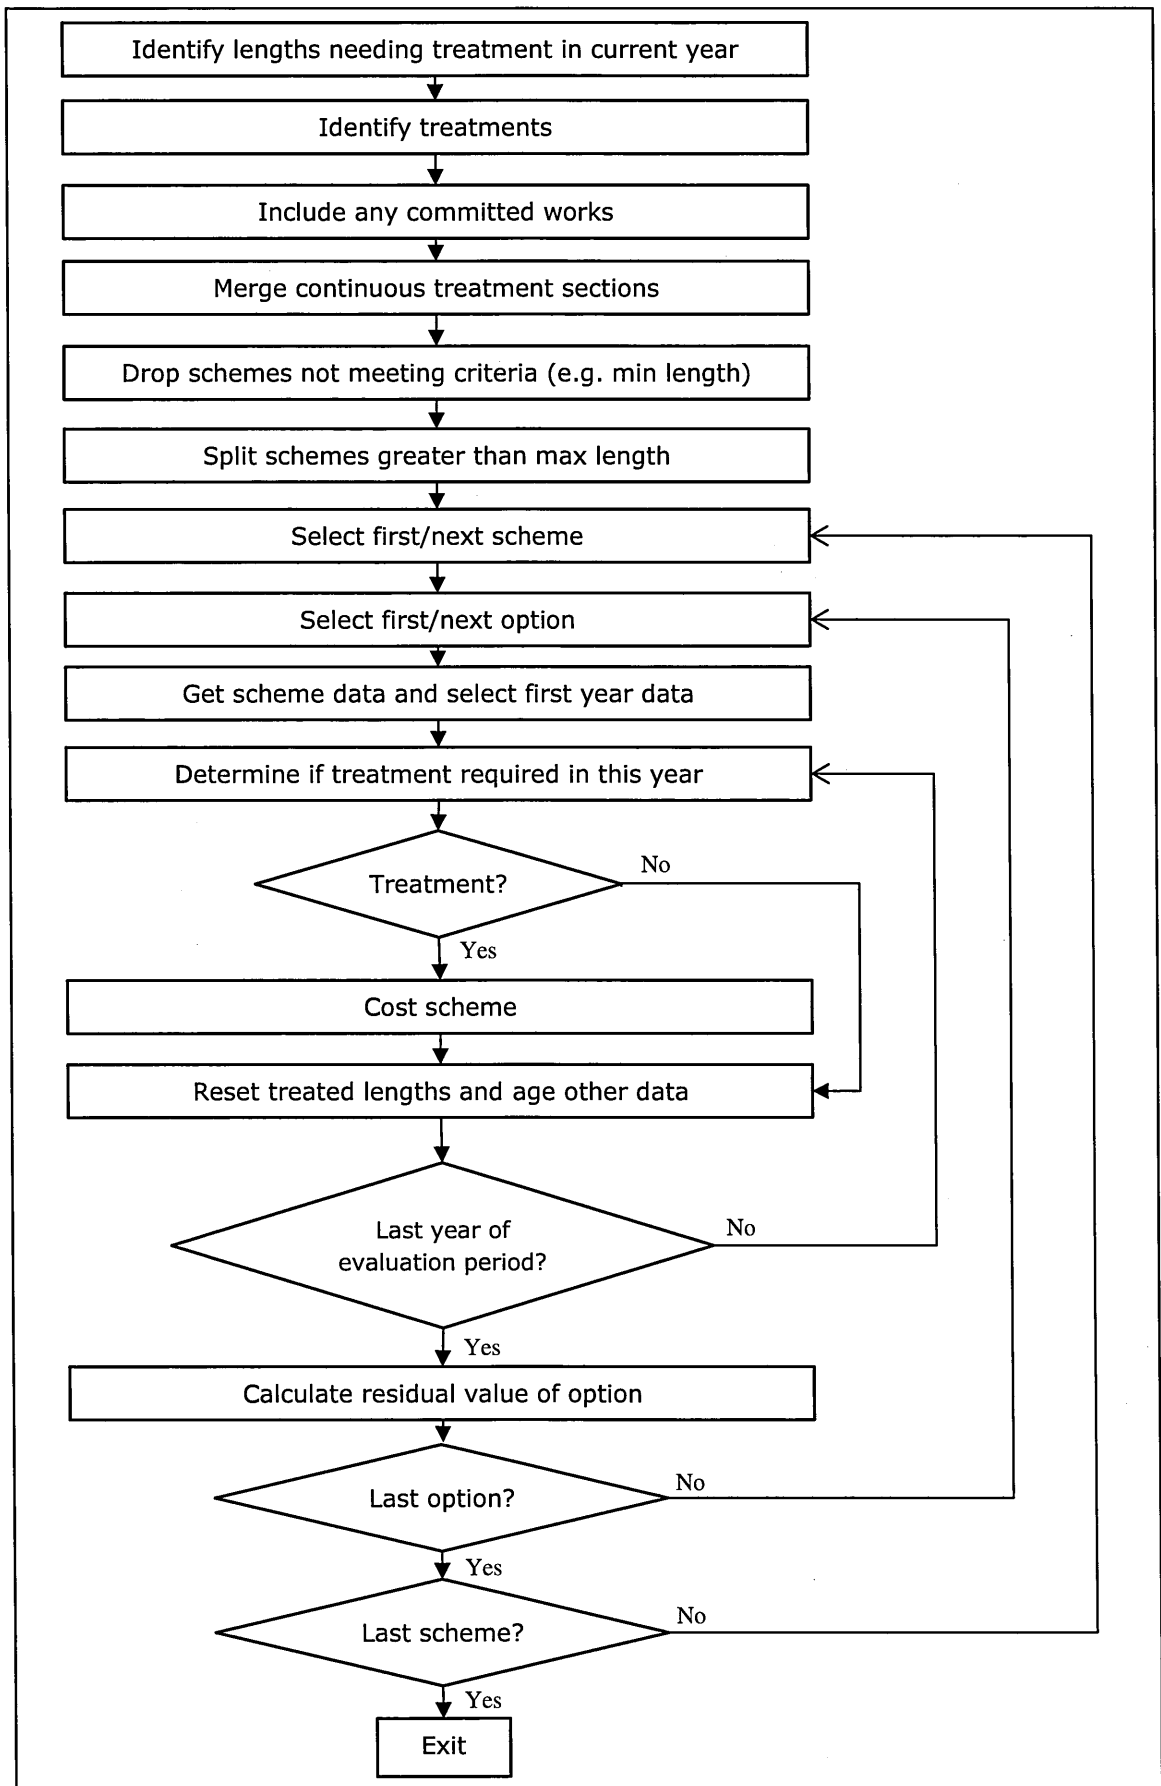 Identify lengths needing treatment in current year
Identify treatments
Include any committed works
Merge continuous treatment sections
Drop schemes not meeting criteria (e.g. min length)
Split schemes greater than max length
Select first/next scheme
Select first/next option
Get scheme data and select first year data
Determine if treatment required in this year
Treatment?
No
Yes
Cost scheme
Reset treated lengths and age other data
Last year of
evaluation period?
No
Yes
Calculate residual value of option
Last option?
No
Yes
Last scheme?
No
Yes
Exit